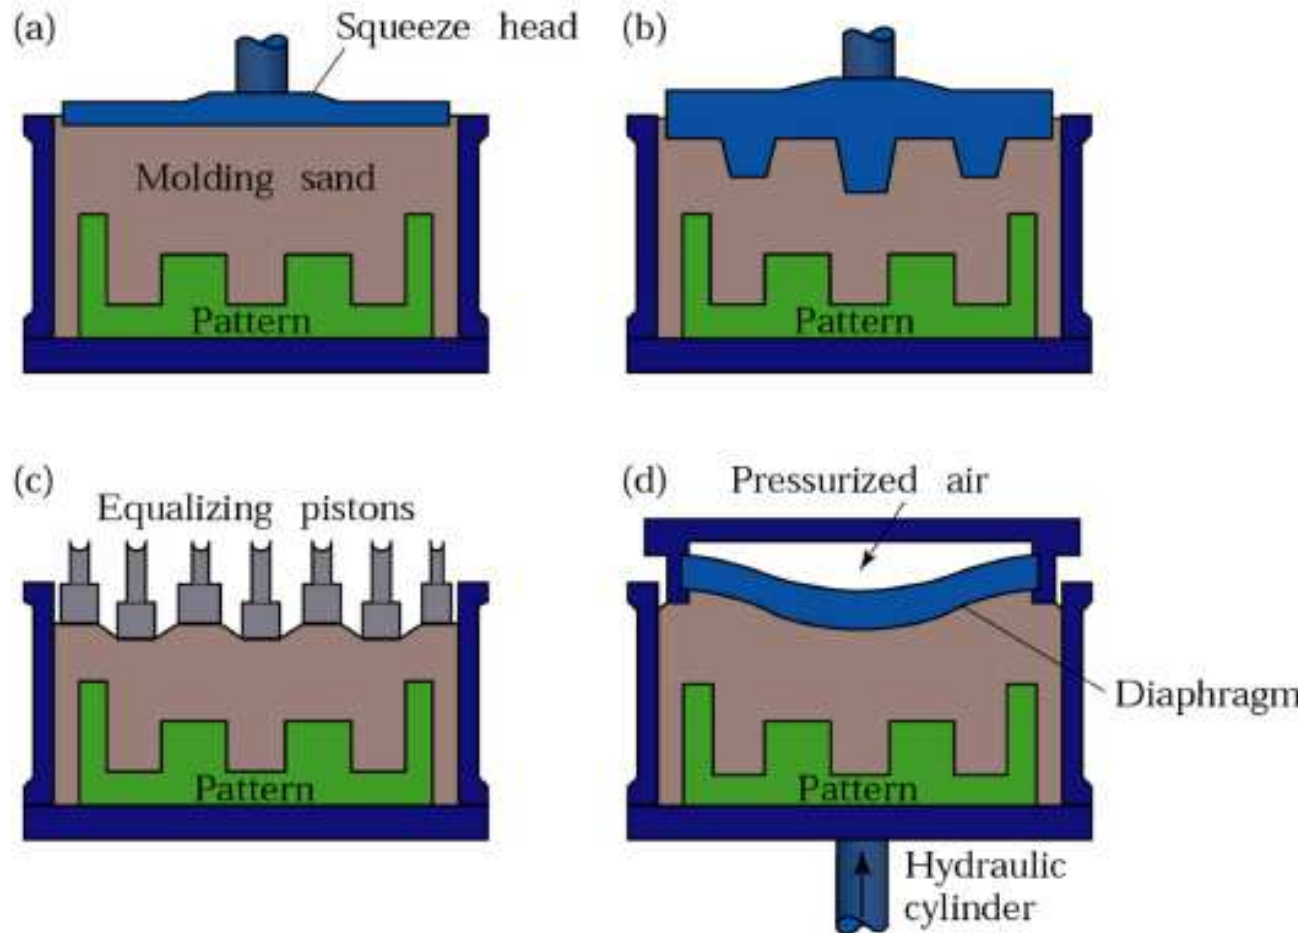 (a)
Squeeze head
Molding sand
Pattern
(b)
Pattern
(c)
Equalizing pistons
Pattern
(d)
Pressurized air
Diaphragm
Pattern
Hydraulic
cylinder